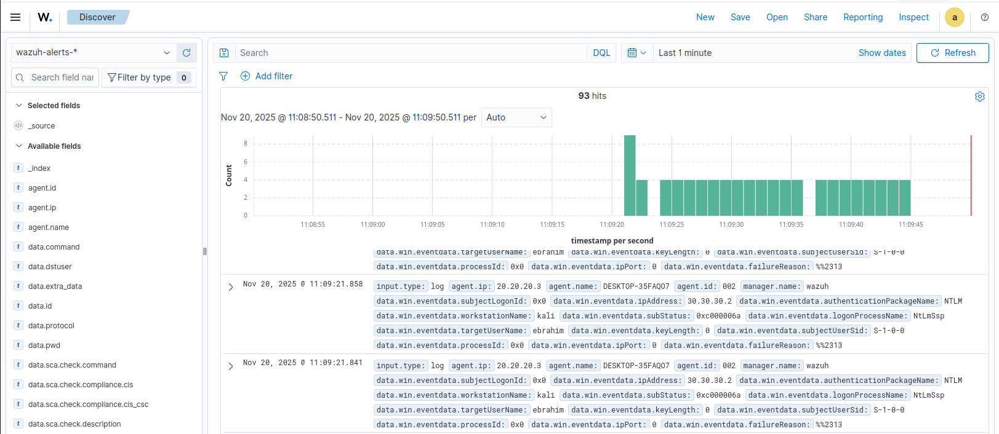 W. Discover New Save Open Share Reporting Inspect a
wazuh-alerts-*
Search field nar Filter by type 0
Selected fields
_source
Available fields
_index
agent.id
agent.ip
agent.name
data.command
data.dstuser
data.extra_data
data.id
data.protocol
data.pwd
data.sca.check.command
data.sca.check.compliance.cis
data.sca.check.compliance.cis_csc
data.sca.check.description
Search DQL Last 1 minute Show dates Refresh
Add filter
93 hits
Nov 20, 2025 @ 11:08:50.511 - Nov 20, 2025 @ 11:09:50.511 per Auto
Count
8
6
4
2
0
11:08:55 11:09:00 11:09:05 11:09:10 11:09:15 11:09:20 11:09:25 11:09:30 11:09:35 11:09:40 11:09:45
timestamp per second
data.win.eventdata.targetUserName: ebrahim data.win.eventdata.keyLength: 0 data.win.eventdata.subjectUserSid: S-1-0-0
data.win.eventdata.processId: 0x0 data.win.eventdata.ipPort: 0 data.win.eventdata.failureReason: %%2313
Nov 20, 2025 @ 11:09:21.858 input.type: log agent.ip: 20.20.20.3 agent.name: DESKTOP-35FAQO7 agent.id: 002 manager.name: wazuh
data.win.eventdata.subjectLogonId: 0x0 data.win.eventdata.ipAddress: 30.30.30.2 data.win.eventdata.authenticationPackageName: NTLM
data.win.eventdata.workstationName: kali data.win.eventdata.subStatus: 0xc000006a data.win.eventdata.logonProcessName: NtLmSsp
data.win.eventdata.targetUserName: ebrahim data.win.eventdata.keyLength: 0 data.win.eventdata.subjectUserSid: S-1-0-0
data.win.eventdata.processId: 0x0 data.win.eventdata.ipPort: 0 data.win.eventdata.failureReason: %%2313
Nov 20, 2025 @ 11:09:21.841 input.type: log agent.ip: 20.20.20.3 agent.name: DESKTOP-35FAQO7 agent.id: 002 manager.name: wazuh
data.win.eventdata.subjectLogonId: 0x0 data.win.eventdata.ipAddress: 30.30.30.2 data.win.eventdata.authenticationPackageName: NTLM
data.win.eventdata.workstationName: kali data.win.eventdata.subStatus: 0xc000006a data.win.eventdata.logonProcessName: NtLmSsp
data.win.eventdata.targetUserName: ebrahim data.win.eventdata.keyLength: 0 data.win.eventdata.subjectUserSid: S-1-0-0
data.win.eventdata.processId: 0x0 data.win.eventdata.ipPort: 0 data.win.eventdata.failureReason: %%2313